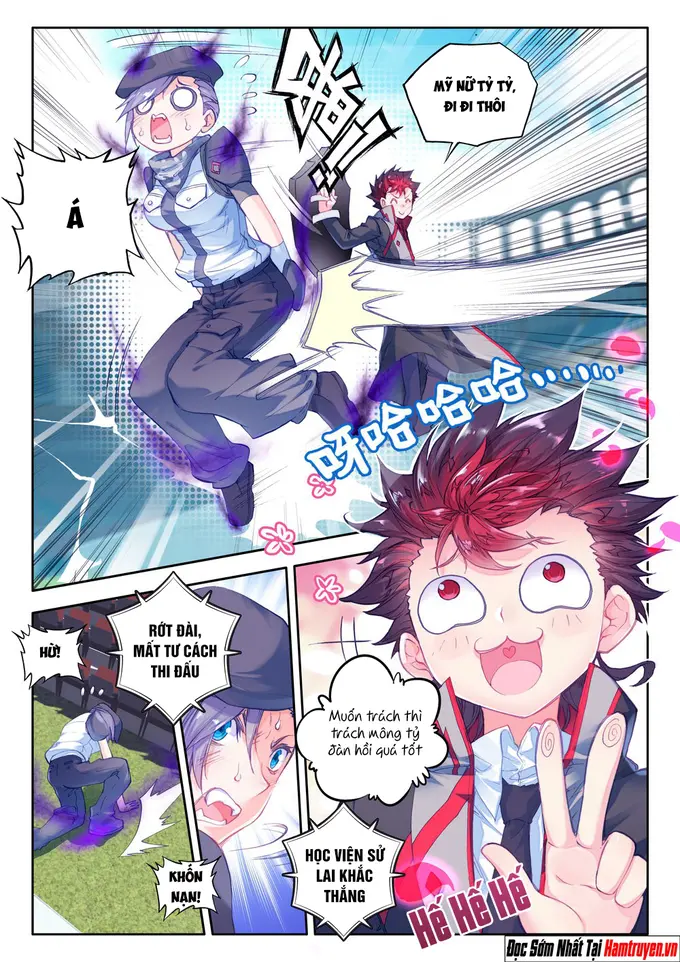 MỸ NỮ TỶ TỶ,
ĐI ĐI THÔI
Á
呀哈哈哈……
RỚT ĐÀI,
MẤT TƯ CÁCH
THI ĐẤU
HỪ!
Muốn trách thì
trách mông tỷ
đàn hồi quá tốt
KHỐN
NẠN!
HỌC VIỆN SỬ
LAI KHẮC
THẮNG
HẾ HẾ HẾ
Đọc Sớm Nhất Tại Hamtruyen.vn